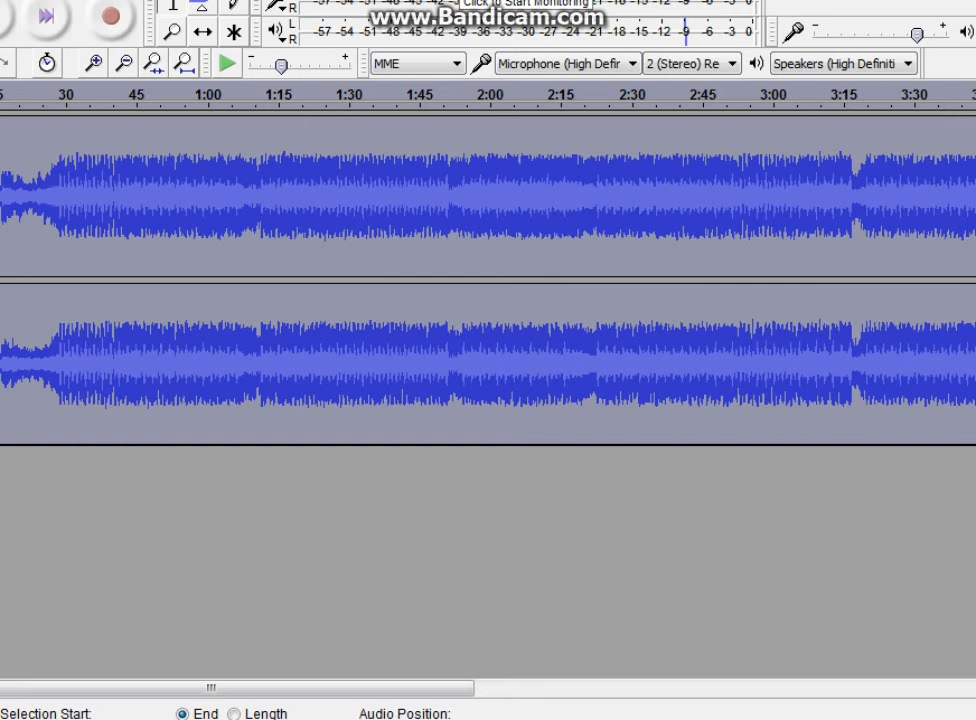 -57 -54 -51 -48 -45 -42 Click to Start Monitoring -21 -18 -15 -12 -9 -6 -3 0
www.Bandicam.com
L
R
-57 -54 -51 -48 -45 -42 -39 -36 -33 -30 -27 -24 -21 -18 -15 -12 -9 -6 -3 0
- +
- +
MME
Microphone (High Defir
2 (Stereo) Re
Speakers (High Definiti
30 45 1:00 1:15 1:30 1:45 2:00 2:15 2:30 2:45 3:00 3:15 3:30
Selection Start: End Length Audio Position: